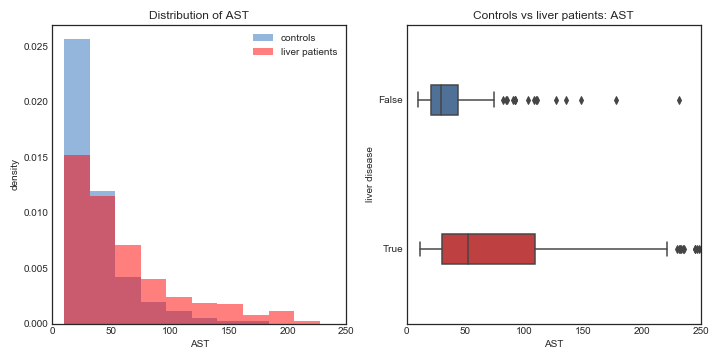 Distribution of AST
controls
liver patients
0.025
0.020
0.015
0.010
0.005
0.000
density
0
50
100
150
200
250
AST
Controls vs liver patients: AST
False
True
liver disease
0
50
100
150
200
250
AST